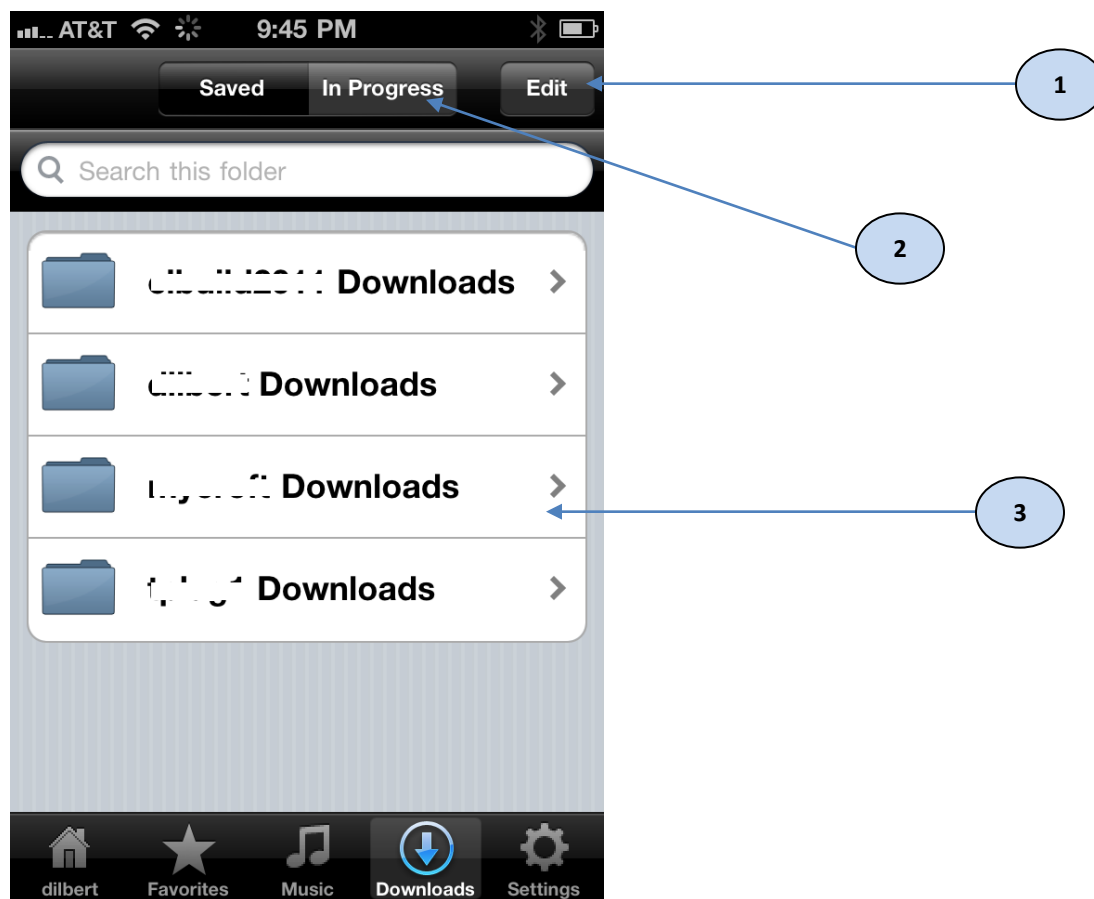 AT&T 9:45 PM
Saved In Progress Edit
1
Search this folder
2
Downloads
Downloads
Downloads
3
Downloads
dilbert Favorites Music Downloads Settings